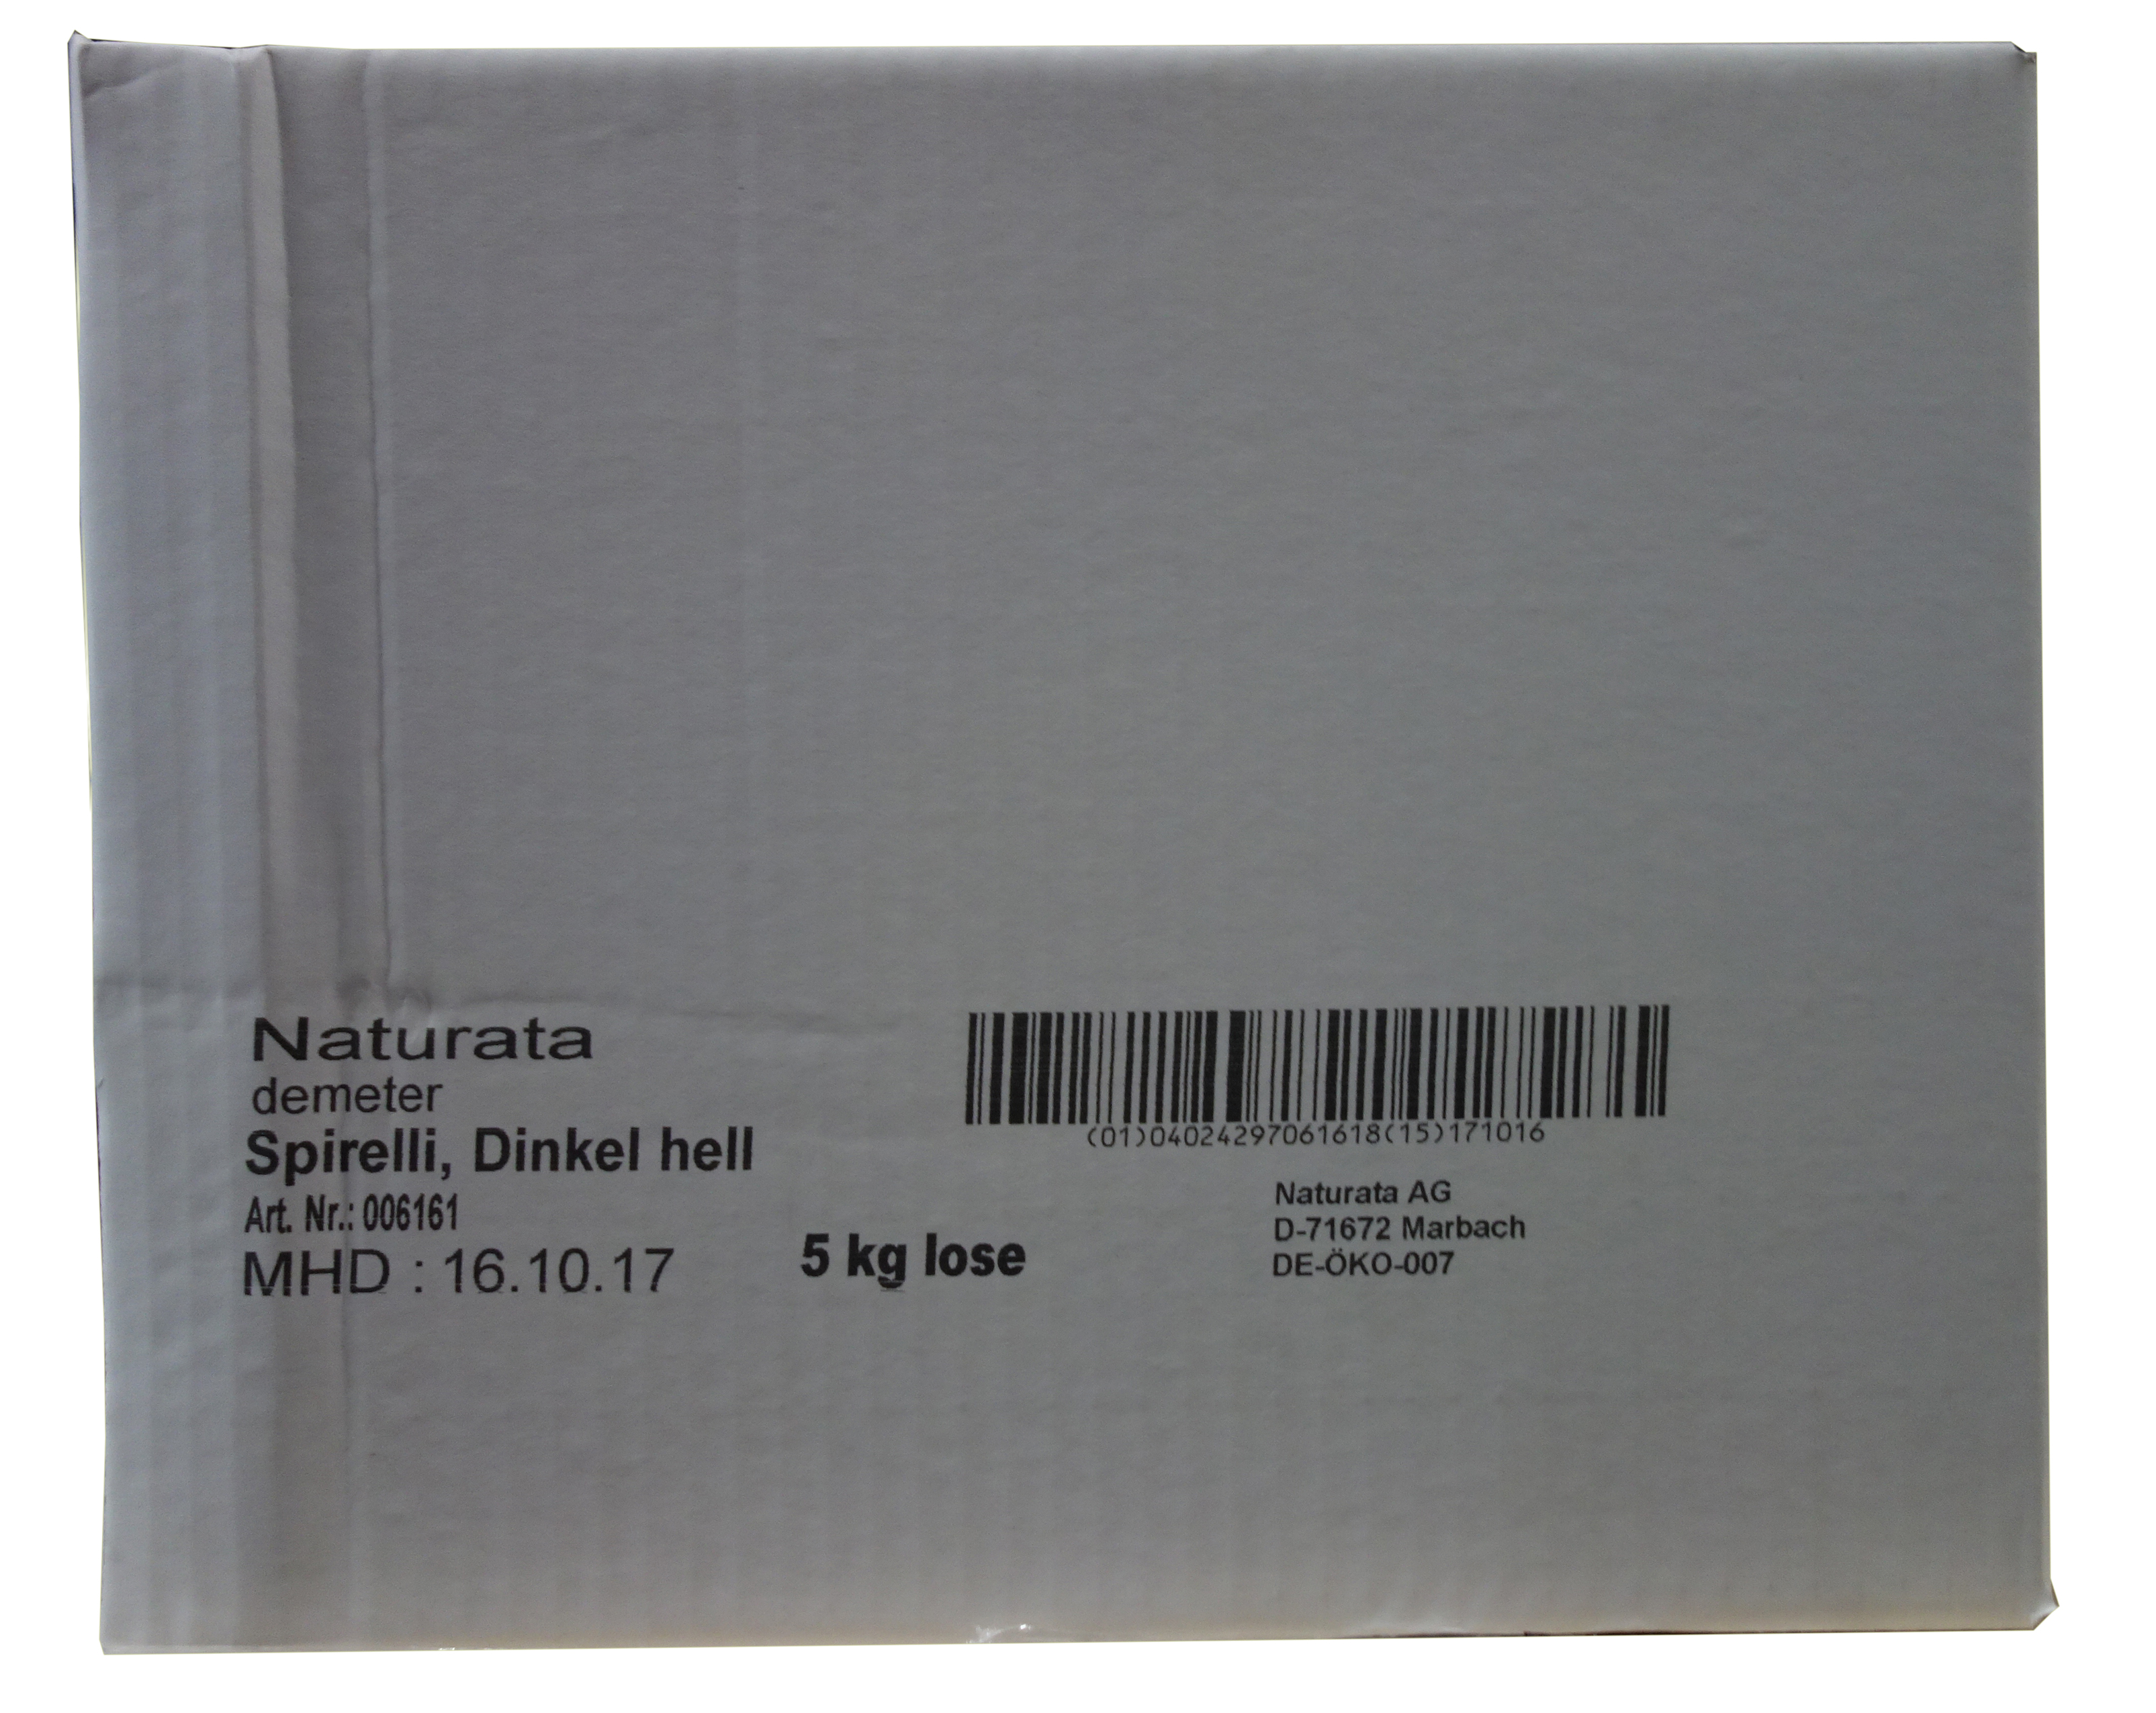 Naturata
demeter
Spirelli, Dinkel hell
Art. Nr.: 006161
MHD : 16.10.17
5 kg lose
(01)04024297061618(15)171016
Naturata AG
D-71672 Marbach
DE-ÖKO-007